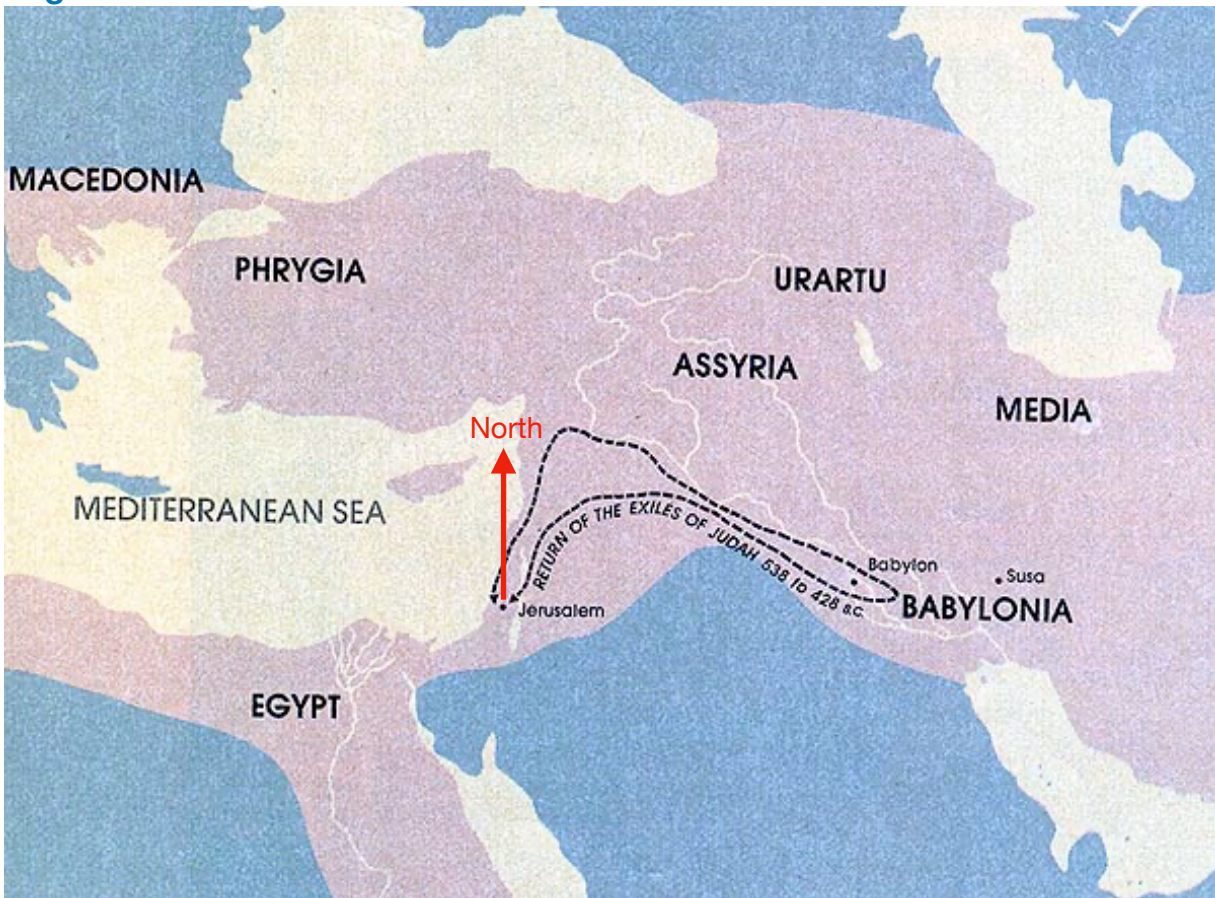 MACEDONIA
PHRYGIA
URARTU
ASSYRIA
MEDIA
North
MEDITERRANEAN SEA
RETURN OF THE EXILES OF JUDAH 538 to 428 B.C.
Babylon
Susa
Jerusalem
BABYLONIA
EGYPT